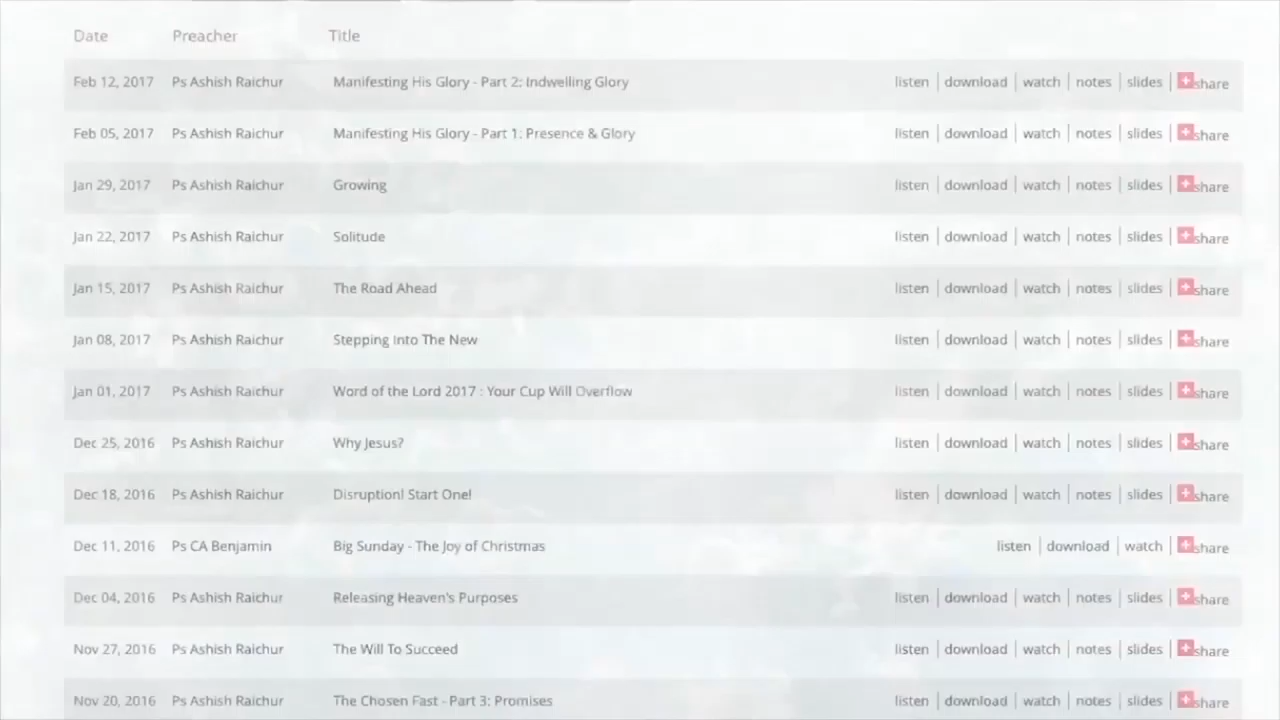 Date Preacher Title
Feb 12, 2017 Ps Ashish Raichur Manifesting His Glory - Part 2: Indwelling Glory listen | download | watch | notes | slides | share
Feb 05, 2017 Ps Ashish Raichur Manifesting His Glory - Part 1: Presence & Glory listen | download | watch | notes | slides | share
Jan 29, 2017 Ps Ashish Raichur Growing listen | download | watch | notes | slides | share
Jan 22, 2017 Ps Ashish Raichur Solitude listen | download | watch | notes | slides | share
Jan 15, 2017 Ps Ashish Raichur The Road Ahead listen | download | watch | notes | slides | share
Jan 08, 2017 Ps Ashish Raichur Stepping Into The New listen | download | watch | notes | slides | share
Jan 01, 2017 Ps Ashish Raichur Word of the Lord 2017 : Your Cup Will Overflow listen | download | watch | notes | slides | share
Dec 25, 2016 Ps Ashish Raichur Why Jesus? listen | download | watch | notes | slides | share
Dec 18, 2016 Ps Ashish Raichur Disruption! Start One! listen | download | watch | notes | slides | share
Dec 11, 2016 Ps CA Benjamin Big Sunday - The Joy of Christmas listen | download | watch | share
Dec 04, 2016 Ps Ashish Raichur Releasing Heaven's Purposes listen | download | watch | notes | slides | share
Nov 27, 2016 Ps Ashish Raichur The Will To Succeed listen | download | watch | notes | slides | share
Nov 20, 2016 Ps Ashish Raichur The Chosen Fast - Part 3: Promises listen | download | watch | notes | slides | share